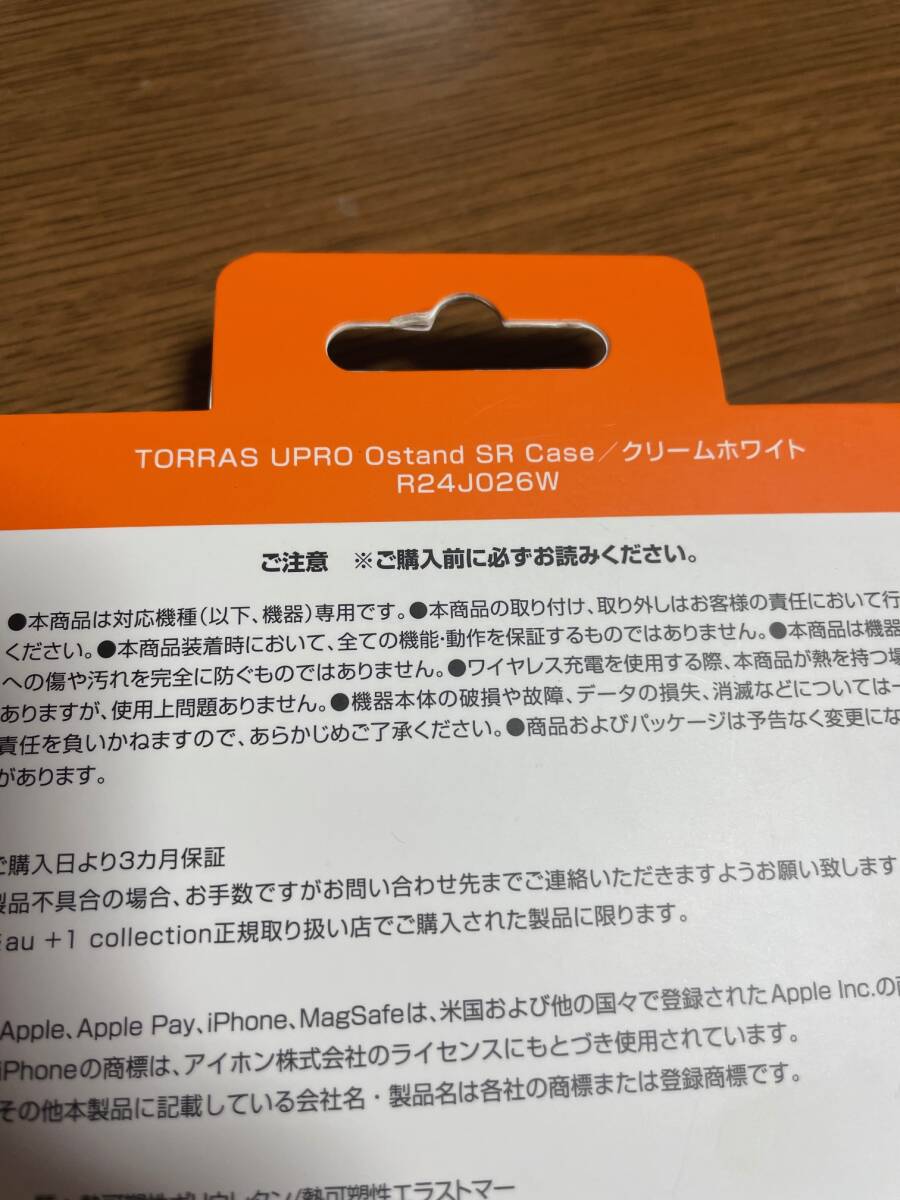 TORRAS UPRO Ostand SR Case／クリームホワイト
R24J026W
ご注意　※ご購入前に必ずお読みください。
●本商品は対応機種（以下、機器）専用です。●本商品の取り付け、取り外しはお客様の責任において行
ください。●本商品装着時において、全ての機能・動作を保証するものではありません。●本商品は機器
への傷や汚れを完全に防ぐものではありません。●ワイヤレス充電を使用する際、本商品が熱を持つ場
ありますが、使用上問題ありません。●機器本体の破損や故障、データの損失、消滅などについては一
責任を負いかねますので、あらかじめご了承ください。●商品およびパッケージは予告なく変更にな
があります。
ご購入日より3カ月保証
製品不具合の場合、お手数ですがお問い合わせ先までご連絡いただきますようお願い致します
※au +1 collection正規取り扱い店でご購入された製品に限ります。
Apple、Apple Pay、iPhone、MagSafeは、米国および他の国々で登録されたApple Inc.の商
iPhoneの商標は、アイホン株式会社のライセンスにもとづき使用されています。
その他本製品に記載している会社名・製品名は各社の商標または登録商標です。
熱可塑性ポリウレタン/熱可塑性エラストマー